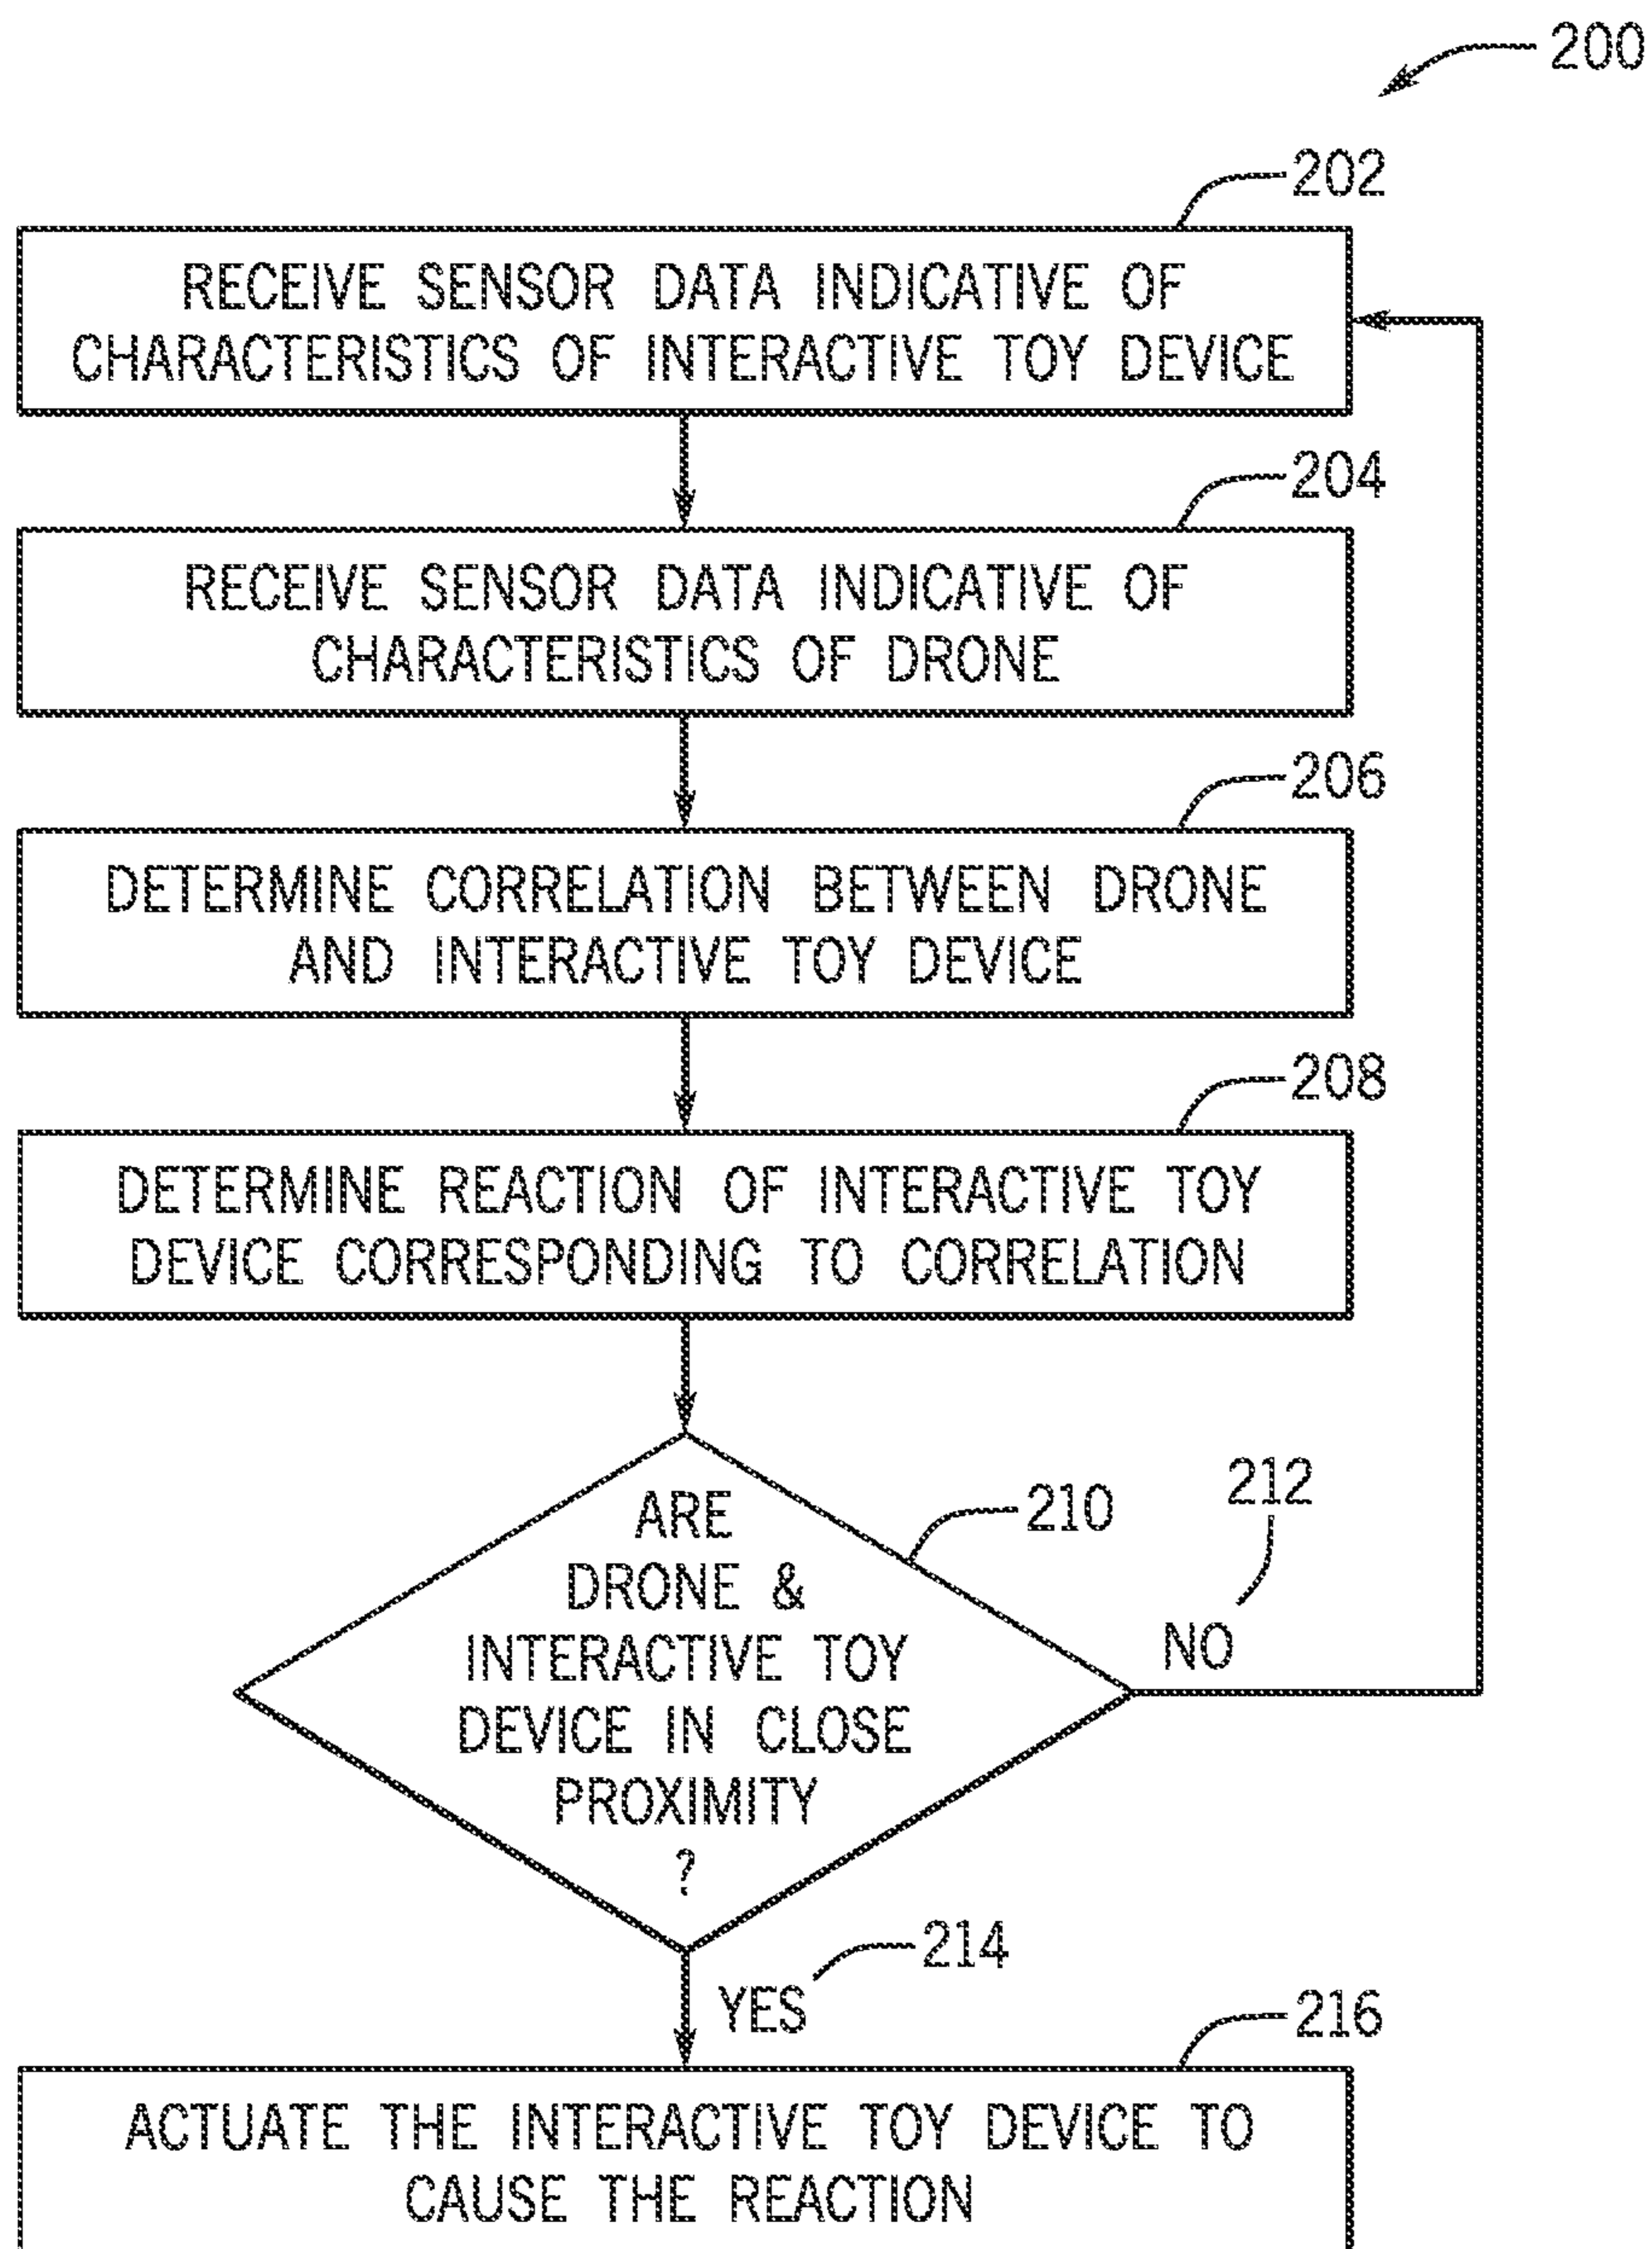 200
202
RECEIVE SENSOR DATA INDICATIVE OF
CHARACTERISTICS OF INTERACTIVE TOY DEVICE
204
RECEIVE SENSOR DATA INDICATIVE OF
CHARACTERISTICS OF DRONE
206
DETERMINE CORRELATION BETWEEN DRONE
AND INTERACTIVE TOY DEVICE
208
DETERMINE REACTION OF INTERACTIVE TOY
DEVICE CORRESPONDING TO CORRELATION
ARE
DRONE &
INTERACTIVE TOY
DEVICE IN CLOSE
PROXIMITY
?
210
212
NO
214
YES
216
ACTUATE THE INTERACTIVE TOY DEVICE TO
CAUSE THE REACTION